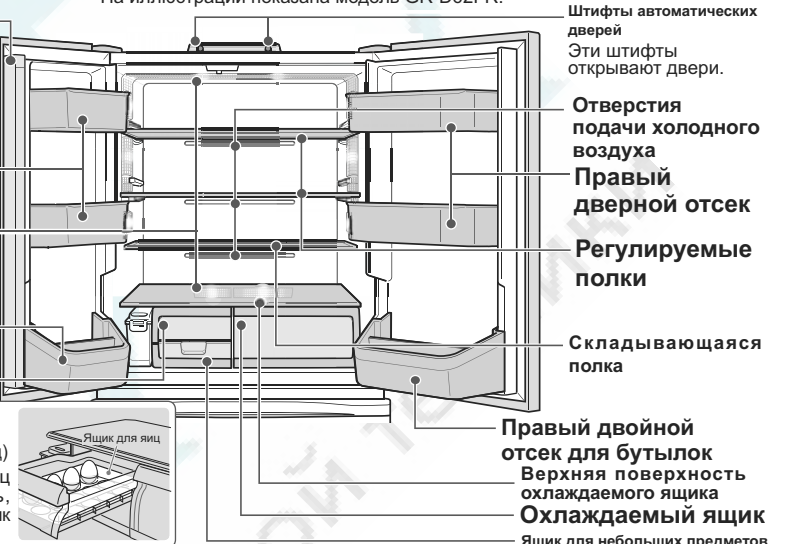 На иллюстрации показана модель GR-D62FR.
Штифты автоматических
дверей
Эти штифты
открывают двери.
Отверстия
подачи холодного
воздуха
Правый
дверной отсек
Регулируемые
полки
Складывающаяся
полка
Правый двойной
отсек для бутылок
Верхняя поверхность
охлаждаемого ящика
Охлаждаемый ящик
Ящик для небольших предметов
Ящик для яиц